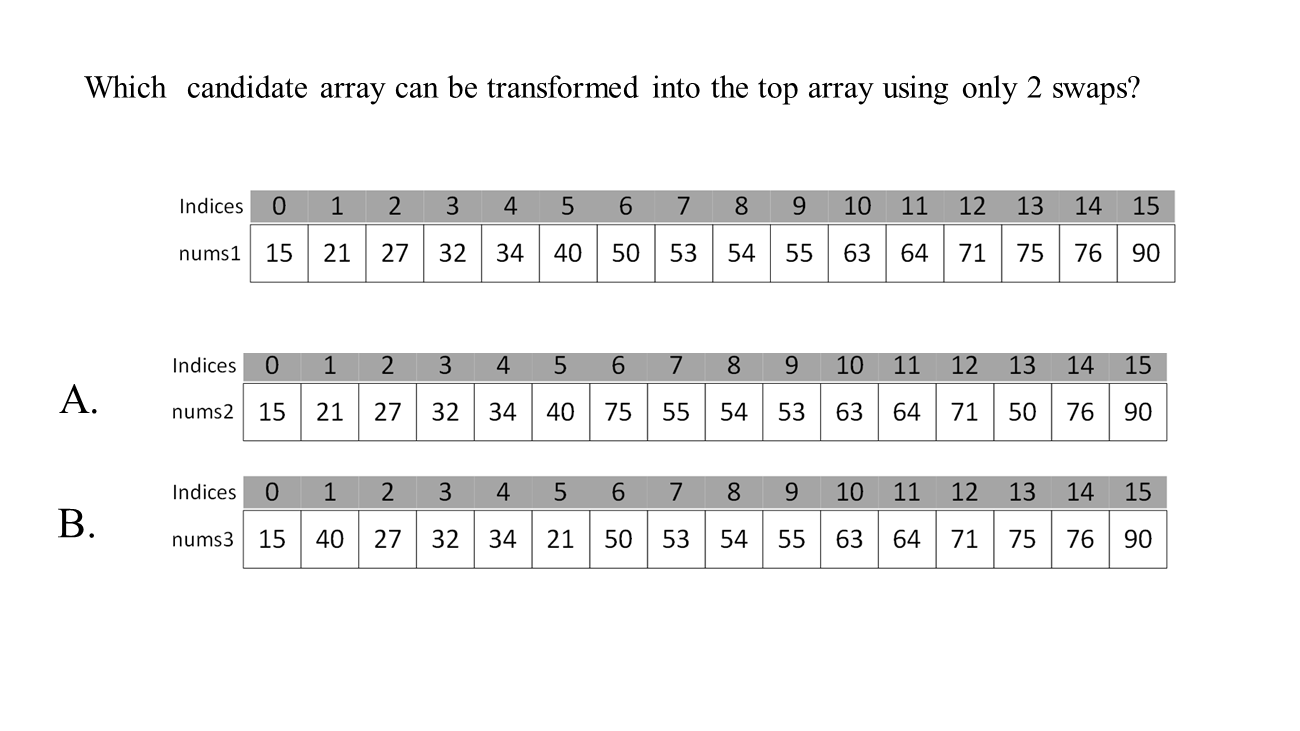 Which candidate array can be transformed into the top array using only 2 swaps?
Indices 0 1 2 3 4 5 6 7 8 9 10 11 12 13 14 15
nums1 15 21 27 32 34 40 50 53 54 55 63 64 71 75 76 90
A.
Indices 0 1 2 3 4 5 6 7 8 9 10 11 12 13 14 15
nums2 15 21 27 32 34 40 75 55 54 53 63 64 71 50 76 90
B.
Indices 0 1 2 3 4 5 6 7 8 9 10 11 12 13 14 15
nums3 15 40 27 32 34 21 50 53 54 55 63 64 71 75 76 90